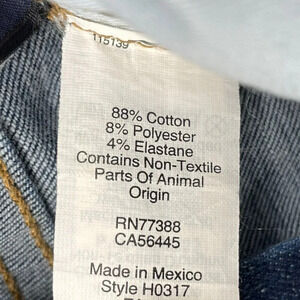 115139
88% Cotton
8% Polyester
4% Elastane
Contains Non-Textile
Parts Of Animal
Origin
RN77388
CA56445
Made in Mexico
Style H0317